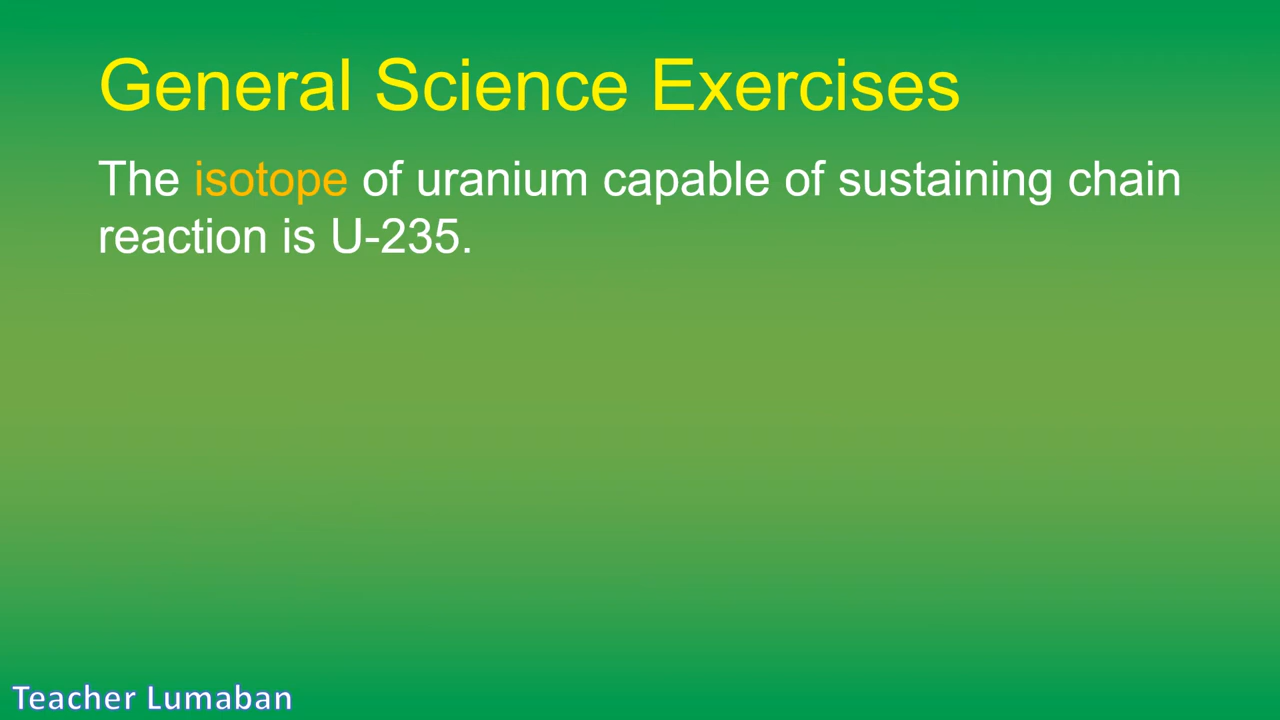 General Science Exercises
The isotope of uranium capable of sustaining chain
reaction is U-235.
Teacher Lumaban